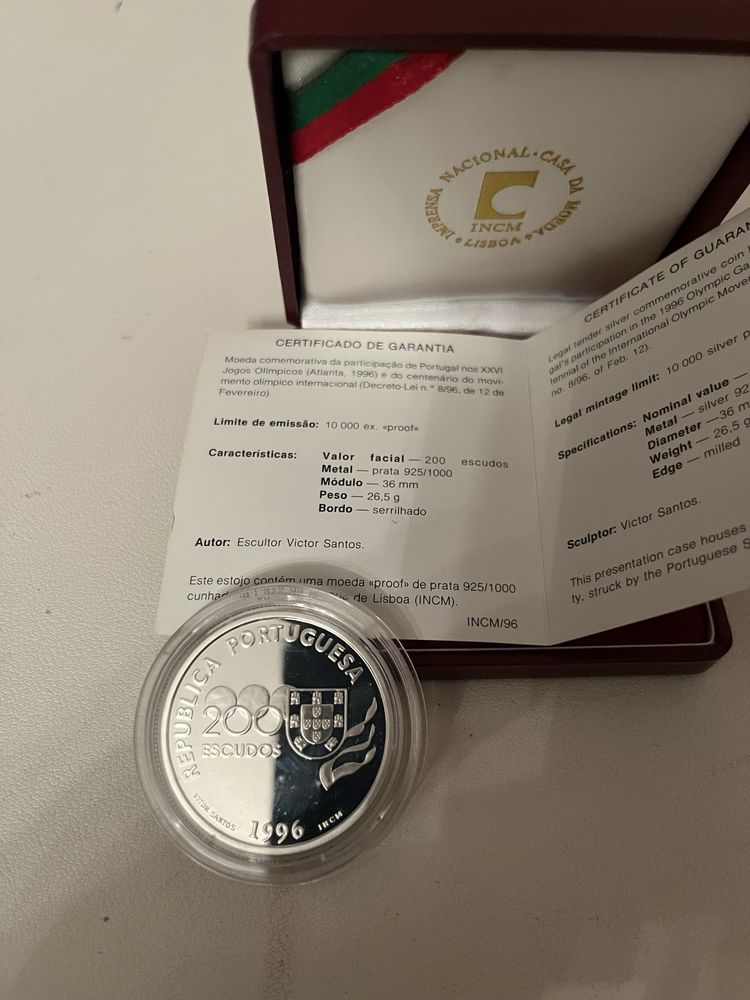 IMPRENSA NACIONAL · CASA DA MOEDA · LISBOA ·
INCM
CERTIFICADO DE GARANTIA
Moeda comemorativa da participação de Portugal nos XXVI
Jogos Olímpicos (Atlanta, 1996) e do centenário do movi-
mento olímpico internacional (Decreto-Lei n.º 8/96, de 12 de
Fevereiro).
Limite de emissão: 10 000 ex. «proof»
Características: Valor facial — 200 escudos
Metal — prata 925/1000
Módulo — 36 mm
Peso — 26,5 g
Bordo — serrilhado
Autor: Escultor Victor Santos.
Este estojo contém uma moeda «proof» de prata 925/1000
de Lisboa (INCM).
INCM/96
CERTIFICATE OF
Legal tender silver commemorative coin
participation in the 1996 Olympic
tennial of the International Olympic
no. 8/96, of Feb. 12).
Legal mintage limit: 10 000 silver
Specifications: Nominal value —
Metal — silver
Diameter —
Weight — 26,5
Edge — milled
Sculptor: Victor Santos.
This presentation case houses
ty, struck by the Portuguese
REPUBLICA PORTUGUESA
200
ESCUDOS
VITOR SANTOS
1996
INCM